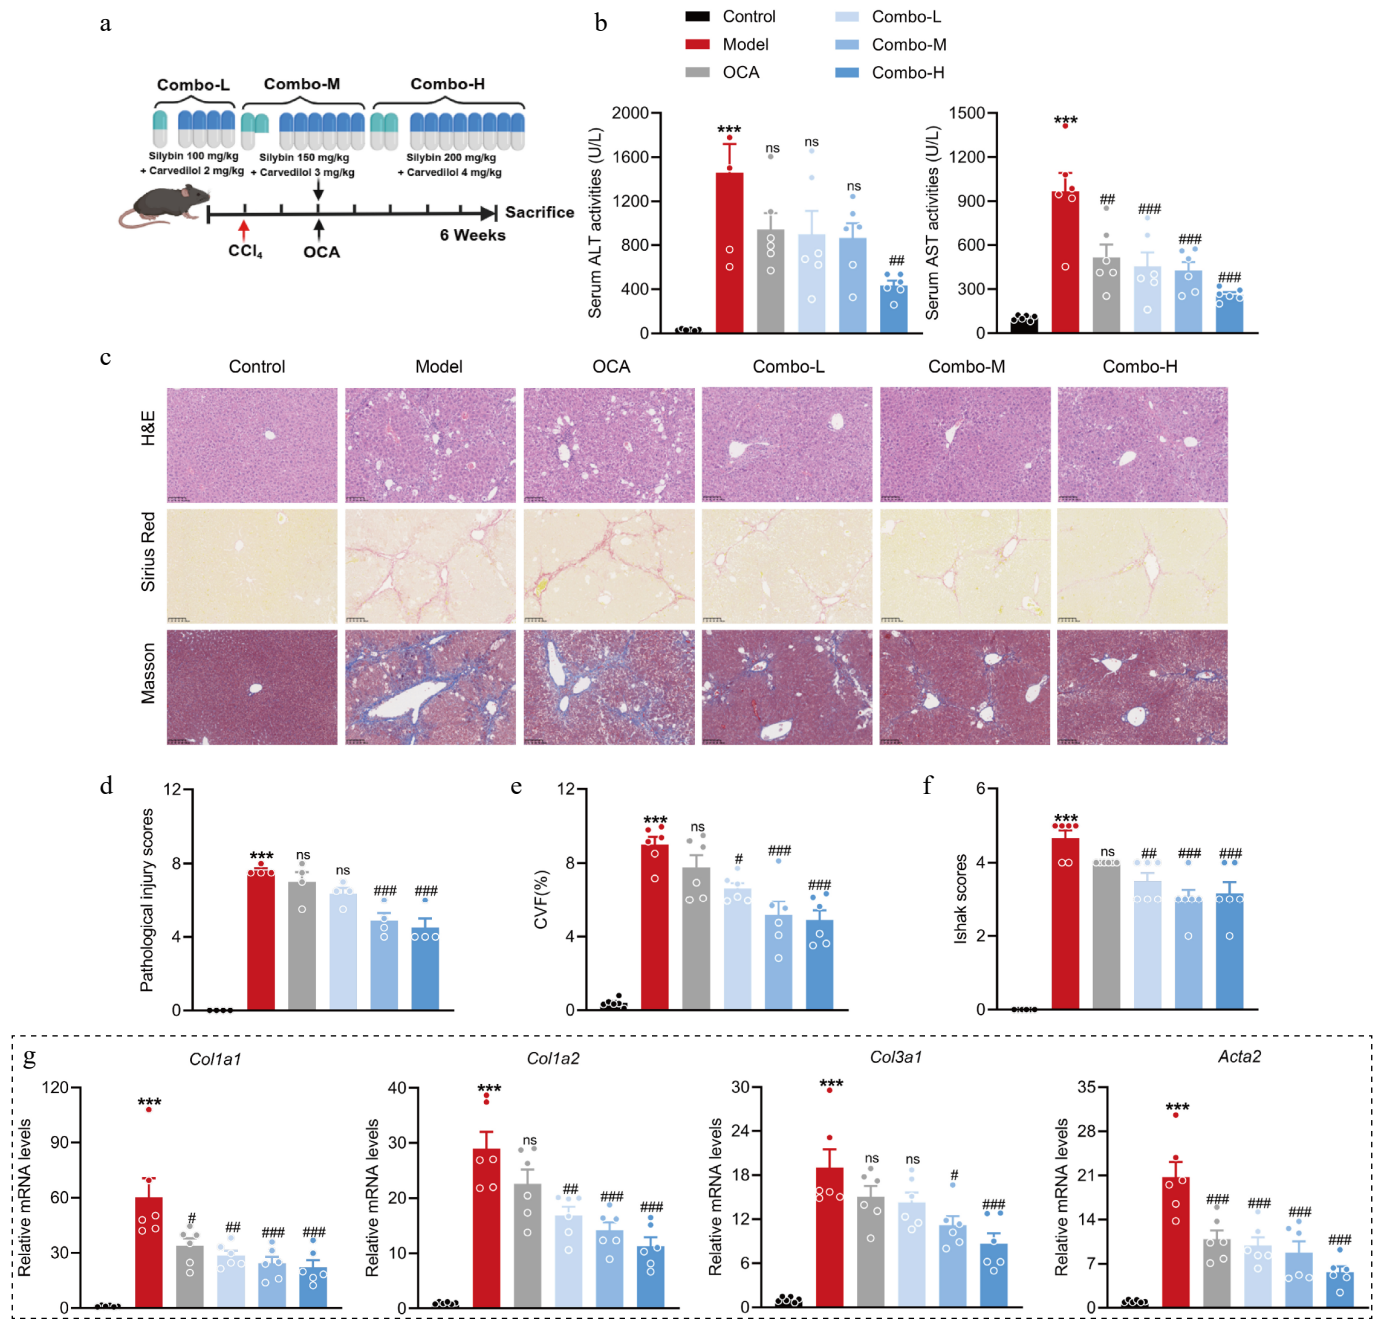 a
Combo-L
Combo-M
Combo-H
Silybin 100 mg/kg
+ Carvedilol 2 mg/kg
Silybin 150 mg/kg
+ Carvedilol 3 mg/kg
Silybin 200 mg/kg
+ Carvedilol 4 mg/kg
Sacrifice
6 Weeks
CCl4
OCA
b
Control
Model
OCA
Combo-L
Combo-M
Combo-H
Serum ALT activities (U/L)
2000
1600
1200
800
400
0
***
ns
ns
ns
##
Serum AST activities (U/L)
1500
1200
900
600
300
0
***
##
###
###
###
c
Control
Model
OCA
Combo-L
Combo-M
Combo-H
H&E
Sirius Red
Masson
d
Pathological injury scores
12
8
4
0
***
ns
ns
###
###
e
CVF(%)
12
8
4
0
***
ns
#
###
###
f
Ishak scores
6
4
2
0
***
ns
##
###
###
g
Col1a1
Relative mRNA levels
120
90
60
30
0
***
#
##
###
###
Col1a2
Relative mRNA levels
40
30
20
10
0
***
ns
##
###
###
Col3a1
Relative mRNA levels
30
24
18
12
6
0
***
ns
ns
#
###
Acta2
Relative mRNA levels
35
28
21
14
7
0
***
###
###
###
###